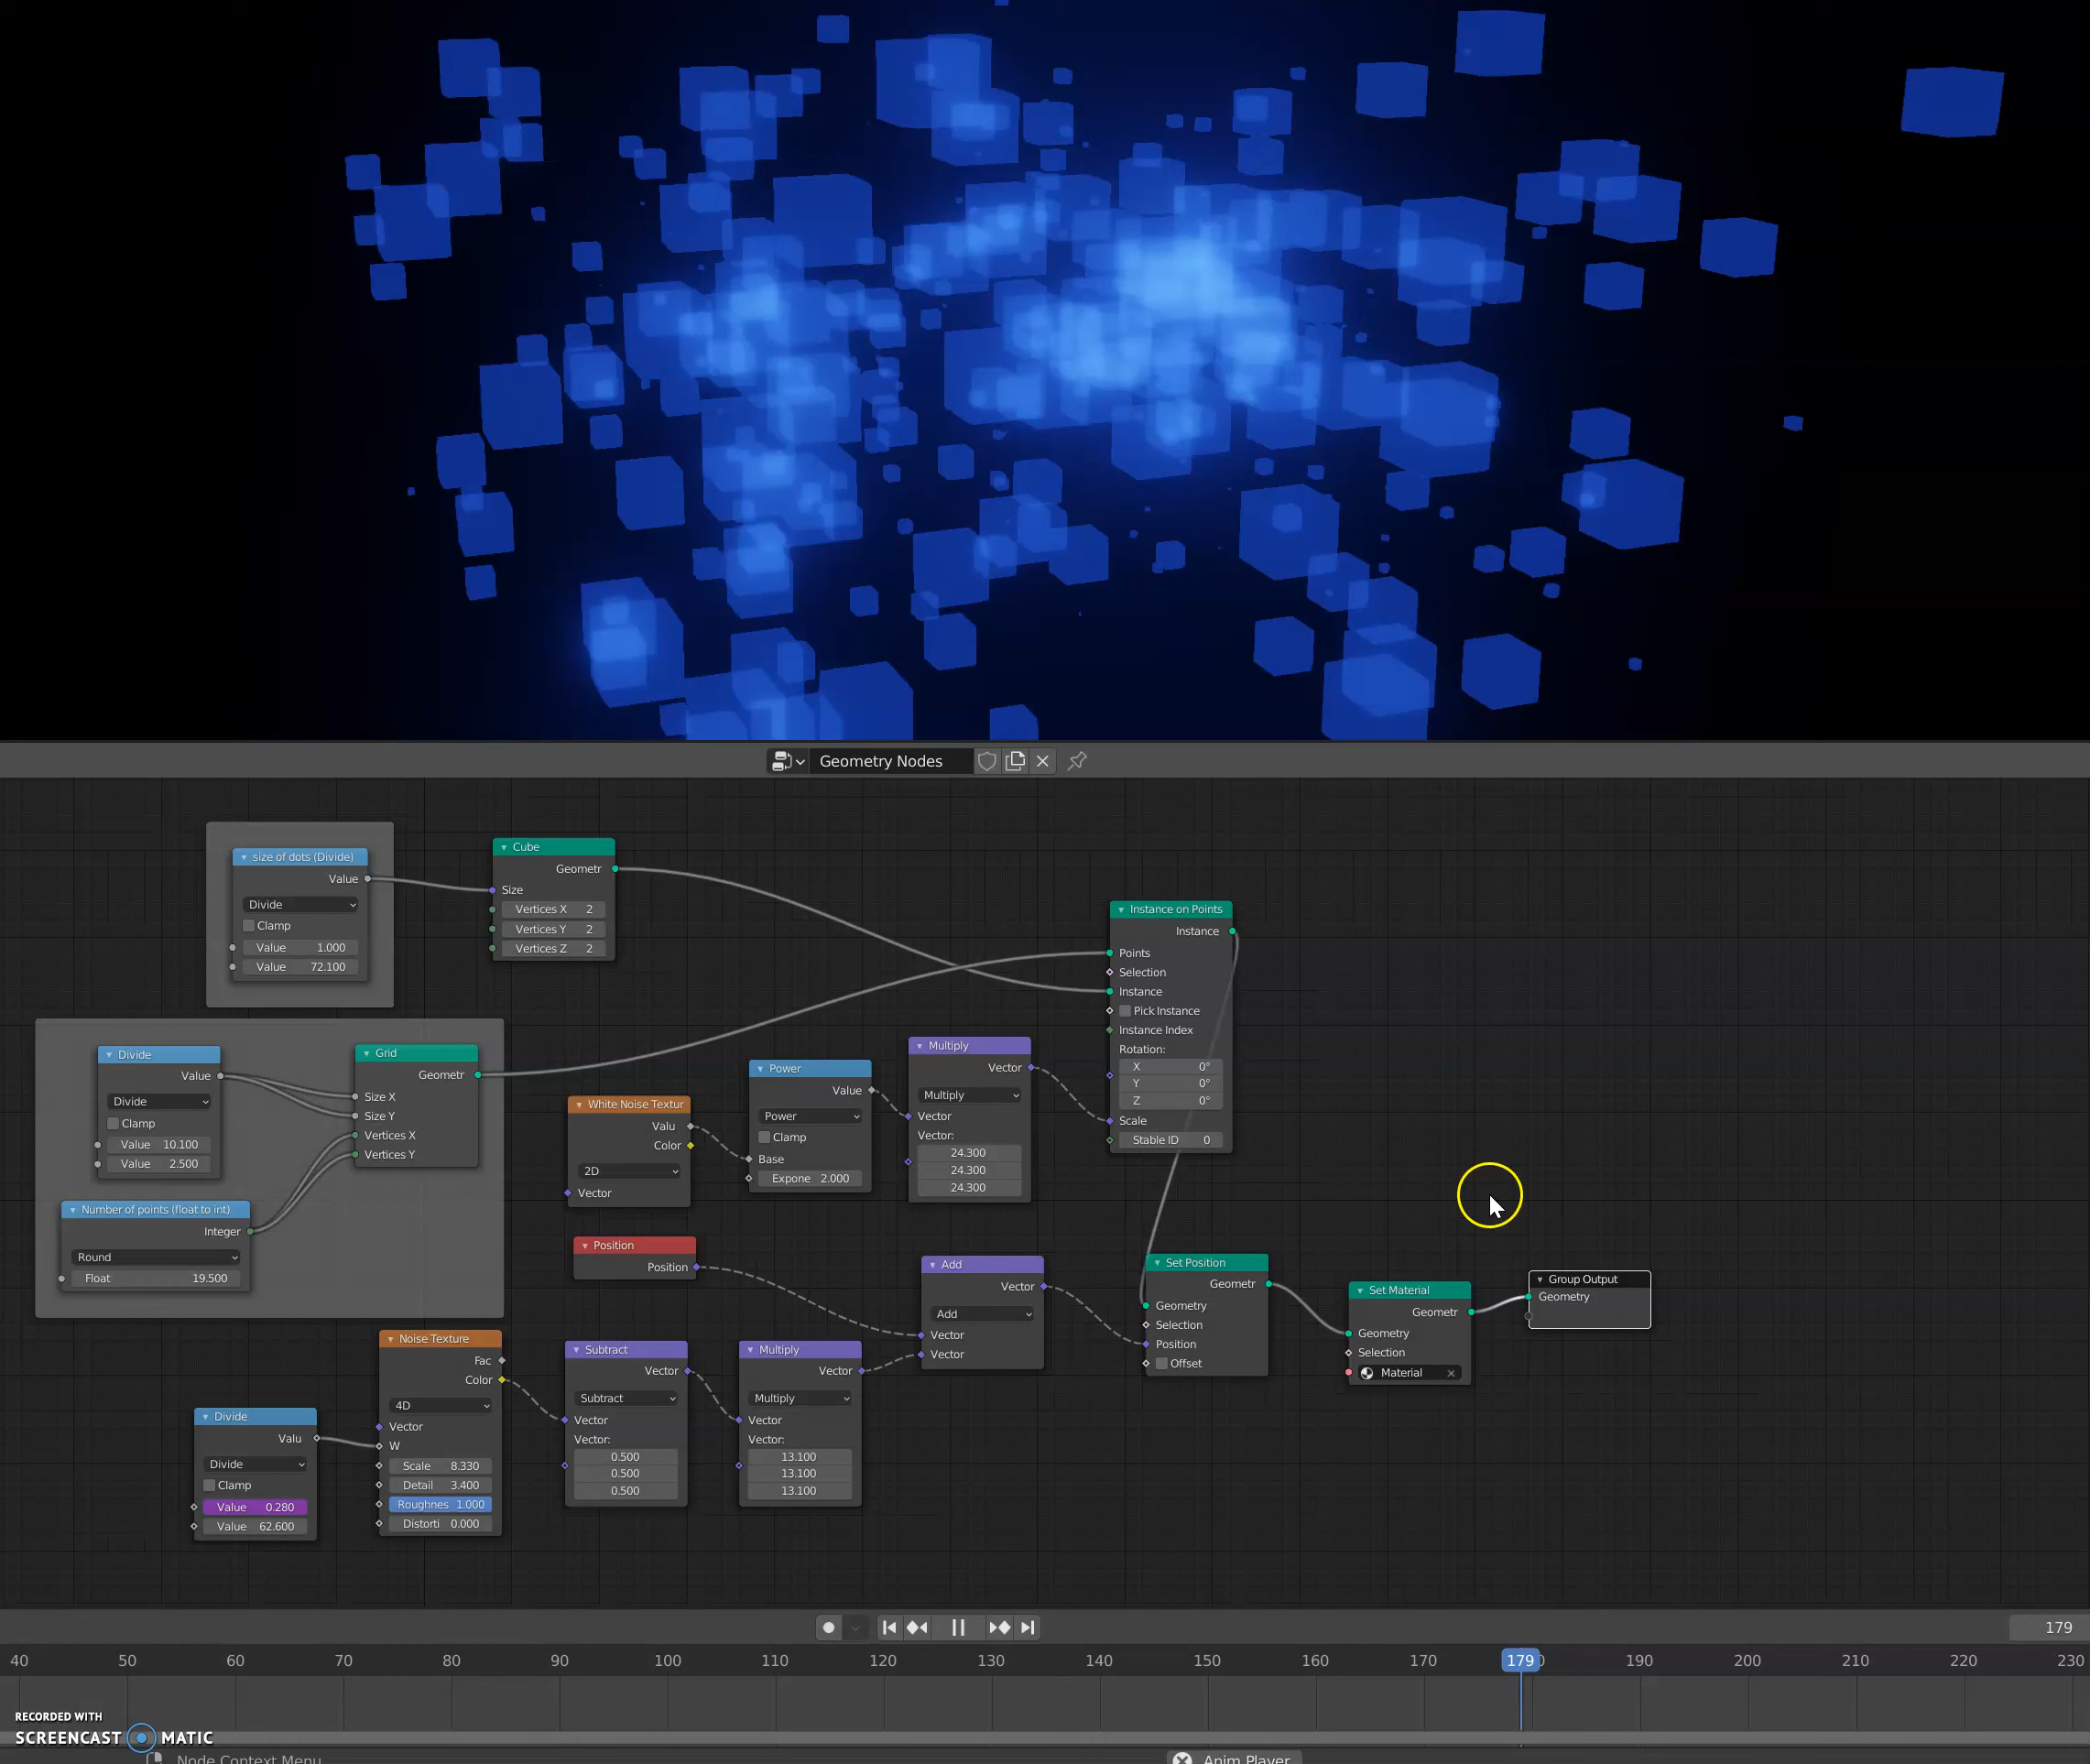 Geometry Nodes
size of dots (Divide)
Value
Divide
Clamp
Value 1.000
Value 72.100
Cube
Geometr
Size
Vertices X 2
Vertices Y 2
Vertices Z 2
Instance on Points
Instance
Points
Selection
Instance
Pick Instance
Instance Index
Rotation:
X 0°
Y 0°
Z 0°
Scale
Stable ID 0
Divide
Value
Divide
Clamp
Value 10.100
Value 2.500
Grid
Geometr
Size X
Size Y
Vertices X
Vertices Y
Number of points (float to int)
Integer
Round
Float 19.500
White Noise Textur
Valu
Color
2D
Vector
Power
Value
Power
Clamp
Base
Expone 2.000
Multiply
Vector
Multiply
Vector
Vector:
24.300
24.300
24.300
Position
Position
Add
Vector
Add
Vector
Vector
Set Position
Geometr
Geometry
Selection
Position
Offset
Set Material
Geometr
Geometry
Selection
Material
Group Output
Geometry
Divide
Valu
Divide
Clamp
Value 0.280
Value 62.600
Noise Texture
Fac
Color
4D
Vector
W
Scale 8.330
Detail 3.400
Roughnes 1.000
Distorti 0.000
Subtract
Vector
Subtract
Vector
Vector:
0.500
0.500
0.500
Multiply
Vector
Multiply
Vector
Vector:
13.100
13.100
13.100
179
40 50 60 70 80 90 100 110 120 130 140 150 160 170 179 190 200 210 220 230
RECORDED WITH
SCREENCAST MATIC
Node Context Menu
Anim Player